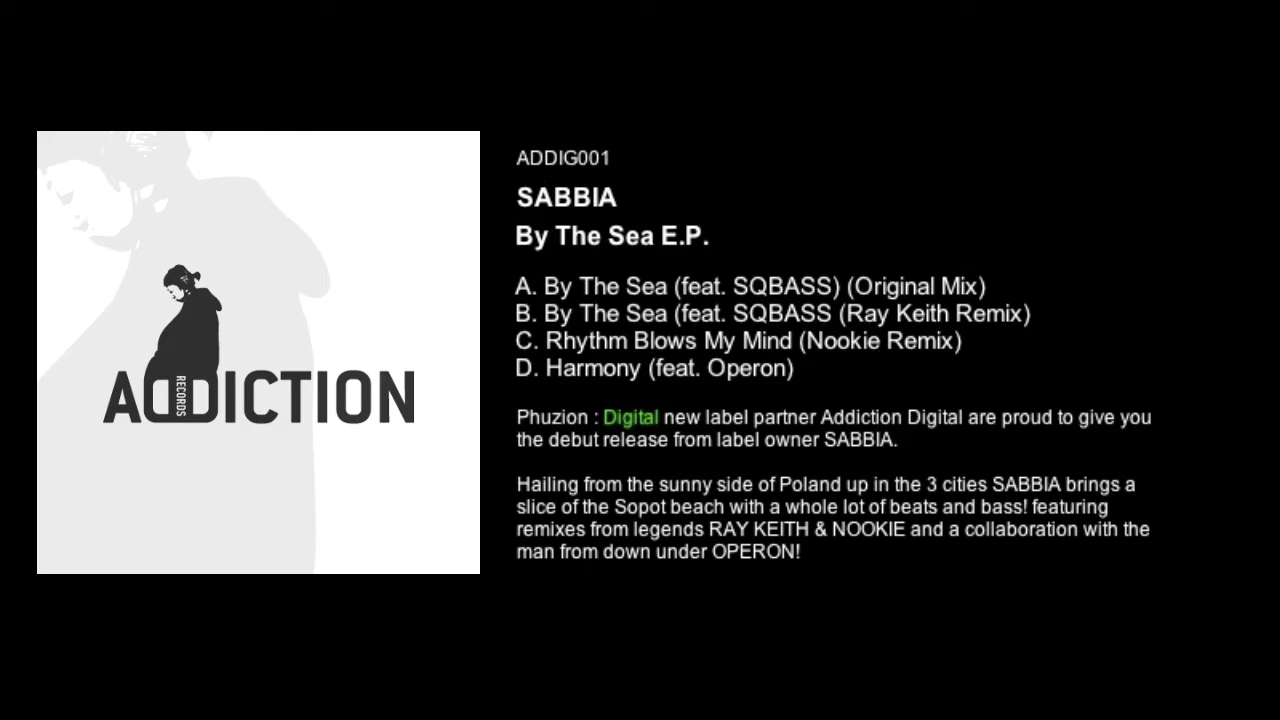 ADDICTION
RECORDS
ADDIG001
SABBIA
By The Sea E.P.
A. By The Sea (feat. SQBASS) (Original Mix)
B. By The Sea (feat. SQBASS (Ray Keith Remix)
C. Rhythm Blows My Mind (Nookie Remix)
D. Harmony (feat. Operon)
Phuzion : Digital new label partner Addiction Digital are proud to give you
the debut release from label owner SABBIA.
Hailing from the sunny side of Poland up in the 3 cities SABBIA brings a
slice of the Sopot beach with a whole lot of beats and bass! featuring
remixes from legends RAY KEITH & NOOKIE and a collaboration with the
man from down under OPERON!